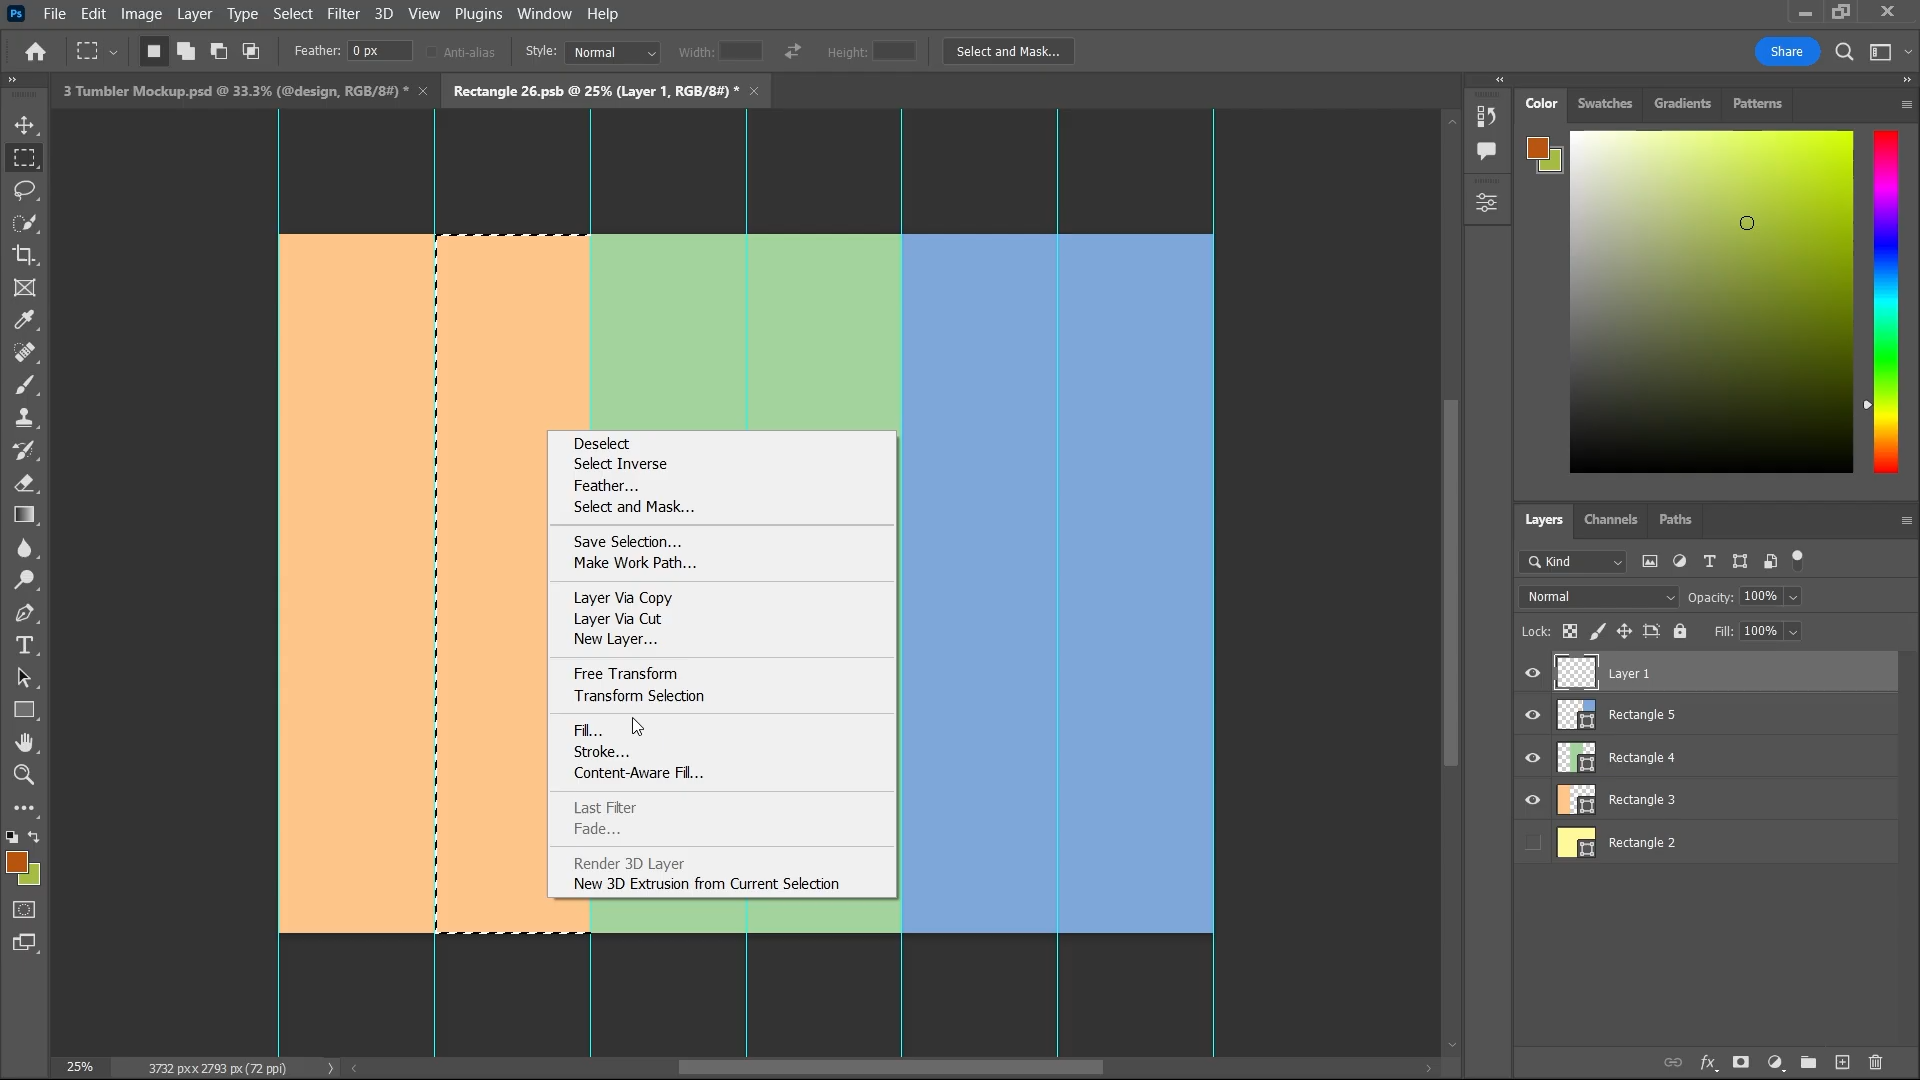 Ps File Edit Image Layer Type Select Filter 3D View Plugins Window Help
Feather: 0 px Anti-alias Style: Normal Width: Height: Select and Mask... Share
3 Tumbler Mockup.psd @ 33.3% (@design, RGB/8#) * Rectangle 26.psb @ 25% (Layer 1, RGB/8#) *
Color Swatches Gradients Patterns
Deselect
Select Inverse
Feather...
Select and Mask...
Save Selection...
Make Work Path...
Layer Via Copy
Layer Via Cut
New Layer...
Free Transform
Transform Selection
Fill...
Stroke...
Content-Aware Fill...
Last Filter
Fade...
Render 3D Layer
New 3D Extrusion from Current Selection
Layers Channels Paths
Kind
Normal Opacity: 100%
Lock: Fill: 100%
Layer 1
Rectangle 5
Rectangle 4
Rectangle 3
Rectangle 2
25% 3732 px x 2793 px (72 ppi)